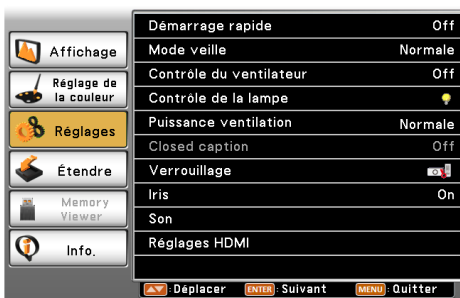 Affichage
Réglage de
la couleur
Réglages
Étendre
Memory
Viewer
Info.
Démarrage rapide Off
Mode veille Normale
Contrôle du ventilateur Off
Contrôle de la lampe
Puissance ventilation Normale
Closed caption Off
Verrouillage
Iris On
Son
Réglages HDMI
Déplacer ENTER :Suivant MENU :Quitter